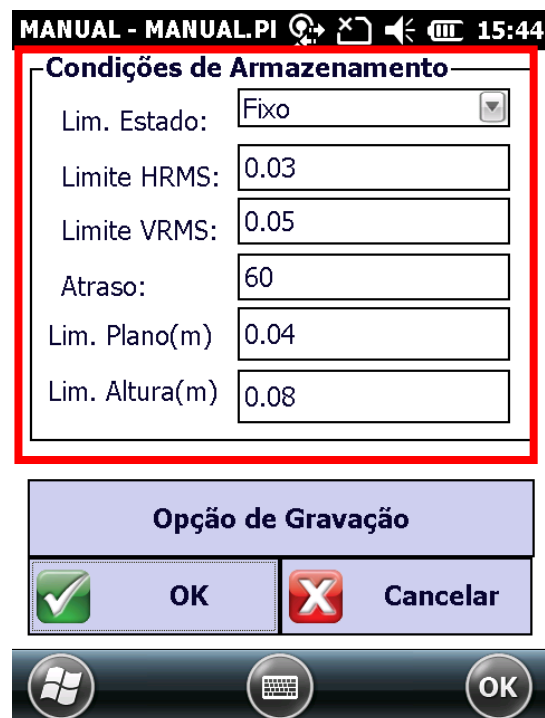 MANUAL - MANUAL.PI 15:44
Condições de Armazenamento
Lim. Estado: Fixo
Limite HRMS: 0.03
Limite VRMS: 0.05
Atraso: 60
Lim. Plano(m) 0.04
Lim. Altura(m) 0.08
Opção de Gravação
OK Cancelar
OK